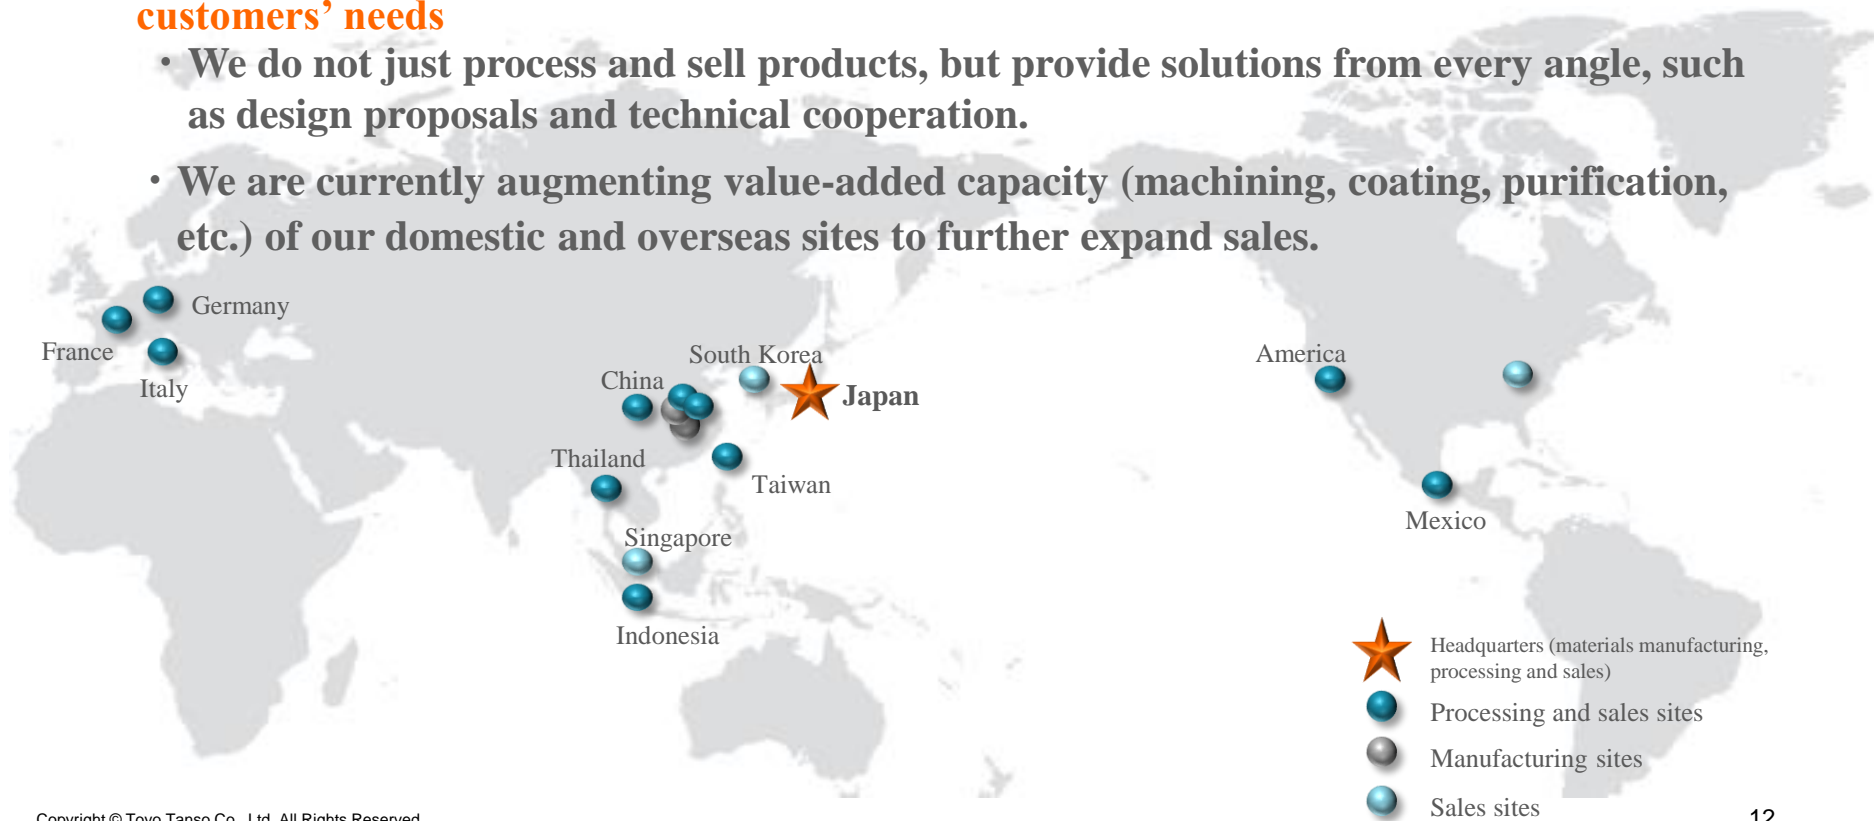 customers’ needs
・We do not just process and sell products, but provide solutions from every angle, such
as design proposals and technical cooperation.
・We are currently augmenting value-added capacity (machining, coating, purification,
etc.) of our domestic and overseas sites to further expand sales.
Germany
France
Italy
South Korea
China
Japan
America
Thailand
Taiwan
Mexico
Singapore
Indonesia
Headquarters (materials manufacturing,
processing and sales)
Processing and sales sites
Manufacturing sites
Sales sites
Copyright © Toyo Tanso Co., Ltd. All Rights Reserved
12